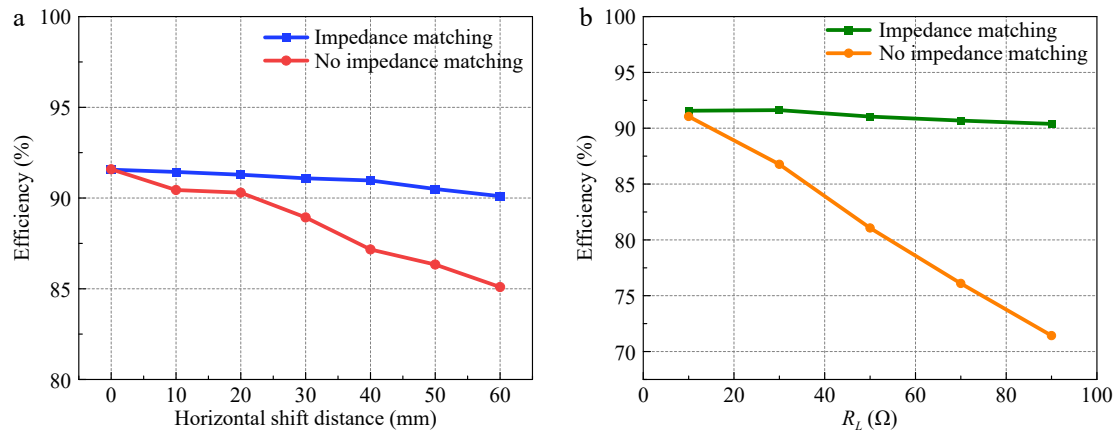 a
100
95
90
85
80
Efficiency (%)
Impedance matching
No impedance matching
0 10 20 30 40 50 60
Horizontal shift distance (mm)
b
100
95
90
85
80
75
70
Efficiency (%)
Impedance matching
No impedance matching
0 20 40 60 80 100
R_L (Ω)